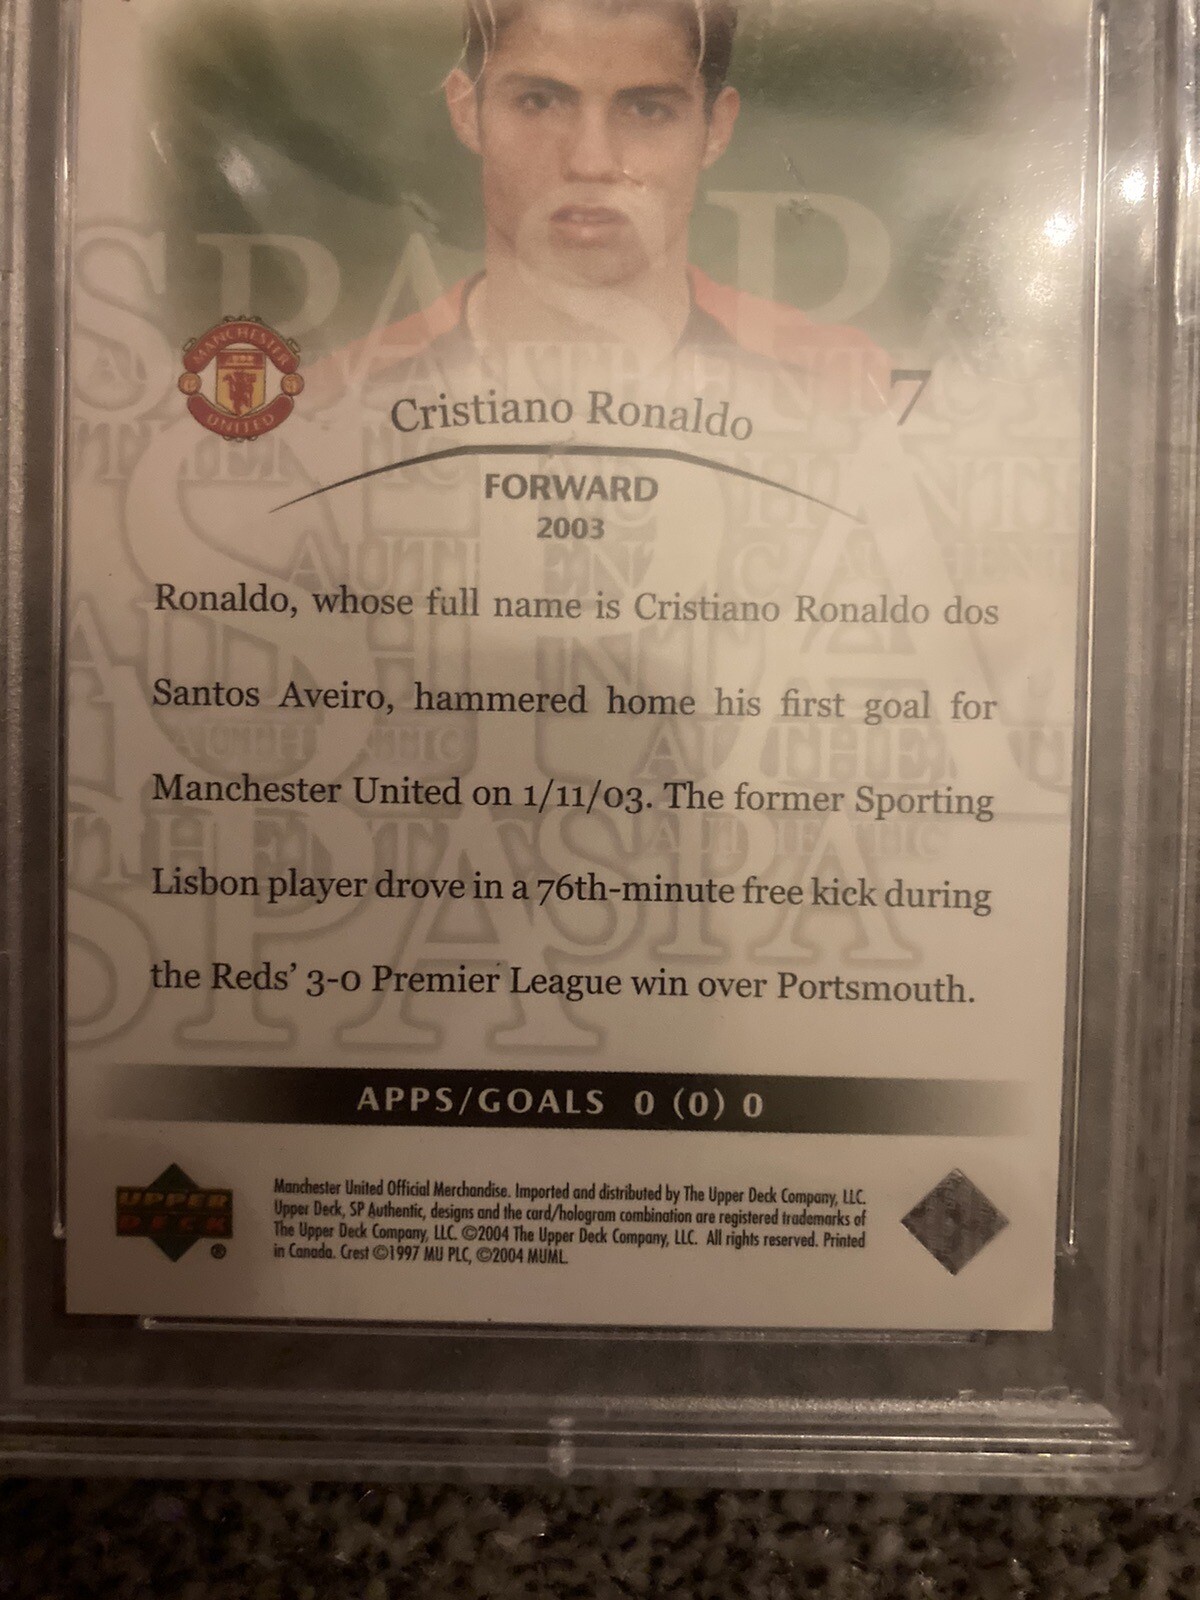 MANCHESTER
UNITED
Cristiano Ronaldo
7
FORWARD
2003
Ronaldo, whose full name is Cristiano Ronaldo dos
Santos Aveiro, hammered home his first goal for
Manchester United on 1/11/03. The former Sporting
Lisbon player drove in a 76th-minute free kick during
the Reds' 3-0 Premier League win over Portsmouth.
APPS/GOALS 0 (0) 0
UPPER
DECK
®
Manchester United Official Merchandise. Imported and distributed by The Upper Deck Company, LLC.
Upper Deck, SP Authentic, designs and the card/hologram combination are registered trademarks of
The Upper Deck Company, LLC. ©2004 The Upper Deck Company, LLC. All rights reserved. Printed
in Canada. Crest ©1997 MU PLC, ©2004 MUML.